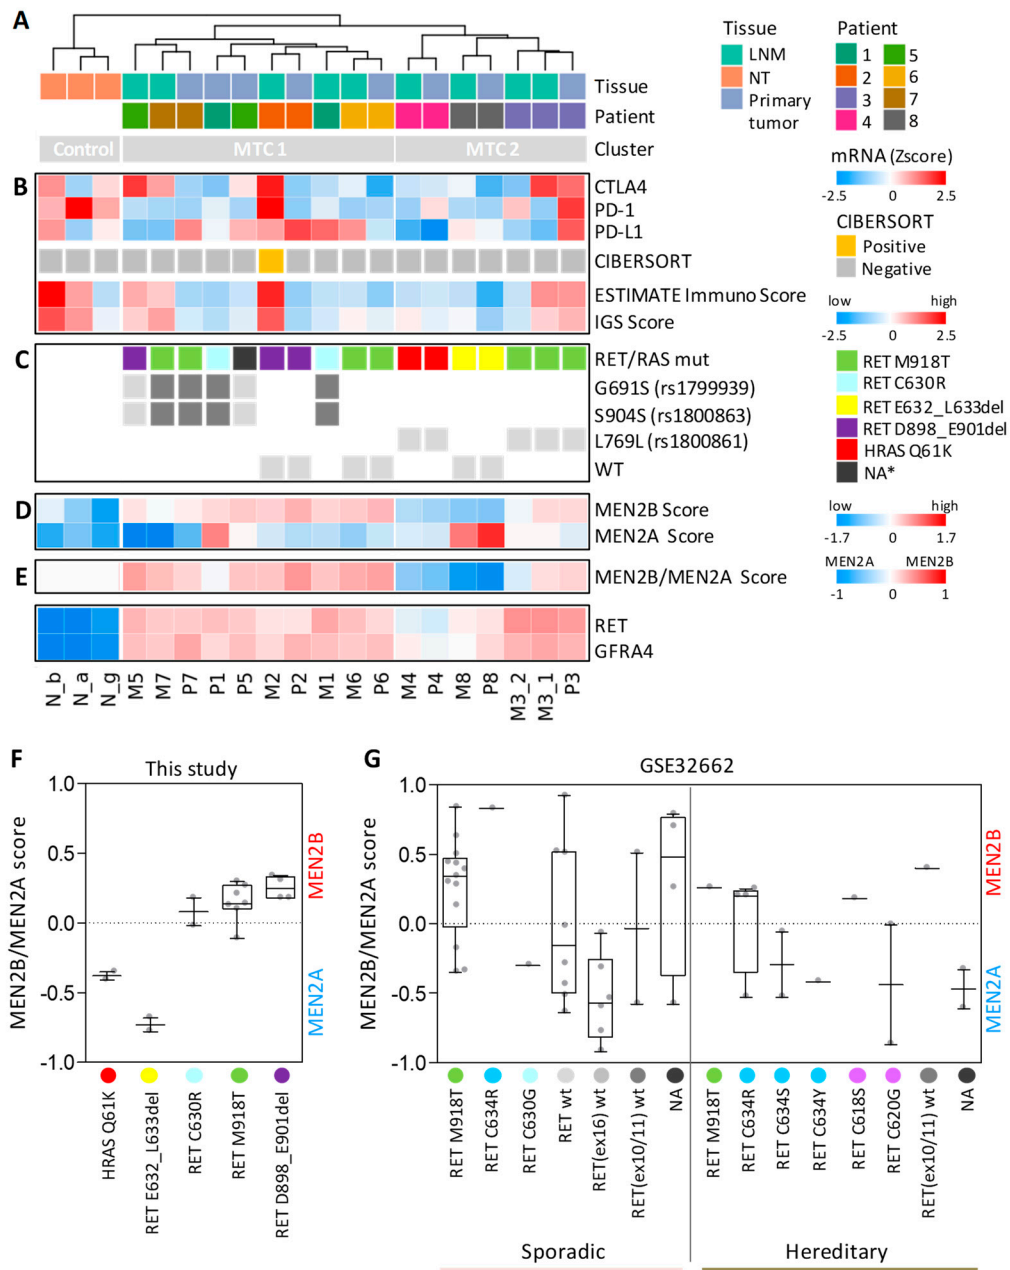 A
Tissue
LNM
NT
Primary
tumor
Patient
1
2
3
4
5
6
7
8
Tissue
Patient
Control
MTC 1
MTC 2
Cluster
mRNA (Zscore)
-2.5 0 2.5
B
CTLA4
PD-1
PD-L1
CIBERSORT
ESTIMATE Immuno Score
IGS Score
CIBERSORT
Positive
Negative
low high
-2.5 0 2.5
C
RET/RAS mut
G691S (rs1799939)
S904S (rs1800863)
L769L (rs1800861)
WT
RET M918T
RET C630R
RET E632_L633del
RET D898_E901del
HRAS Q61K
NA*
D
MEN2B Score
MEN2A Score
low high
-1.7 0 1.7
E
MEN2B/MEN2A Score
MEN2A MEN2B
-1 0 1
RET
GFRA4
N_b
N_a
N_g
M5
M7
P7
P1
P5
M2
P2
M1
M6
P6
M4
P4
M8
P8
M3_2
M3_1
P3
F
This study
MEN2B/MEN2A score
1.0
0.5
0.0
-0.5
-1.0
MEN2B
MEN2A
HRAS Q61K
RET E632_L633del
RET C630R
RET M918T
RET D898_E901del
G
GSE32662
MEN2B/MEN2A score
1.0
0.5
0.0
-0.5
-1.0
MEN2B
MEN2A
RET M918T
RET C634R
RET C630G
RET wt
RET(ex16) wt
RET(ex10/11) wt
NA
RET M918T
RET C634R
RET C634S
RET C634Y
RET C618S
RET C620G
RET(ex10/11) wt
NA
Sporadic
Hereditary